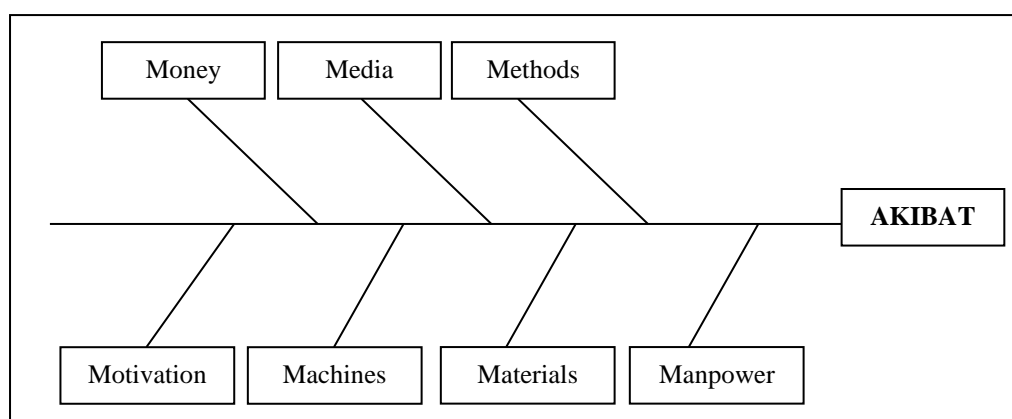 Money
Media
Methods
AKIBAT
Motivation
Machines
Materials
Manpower